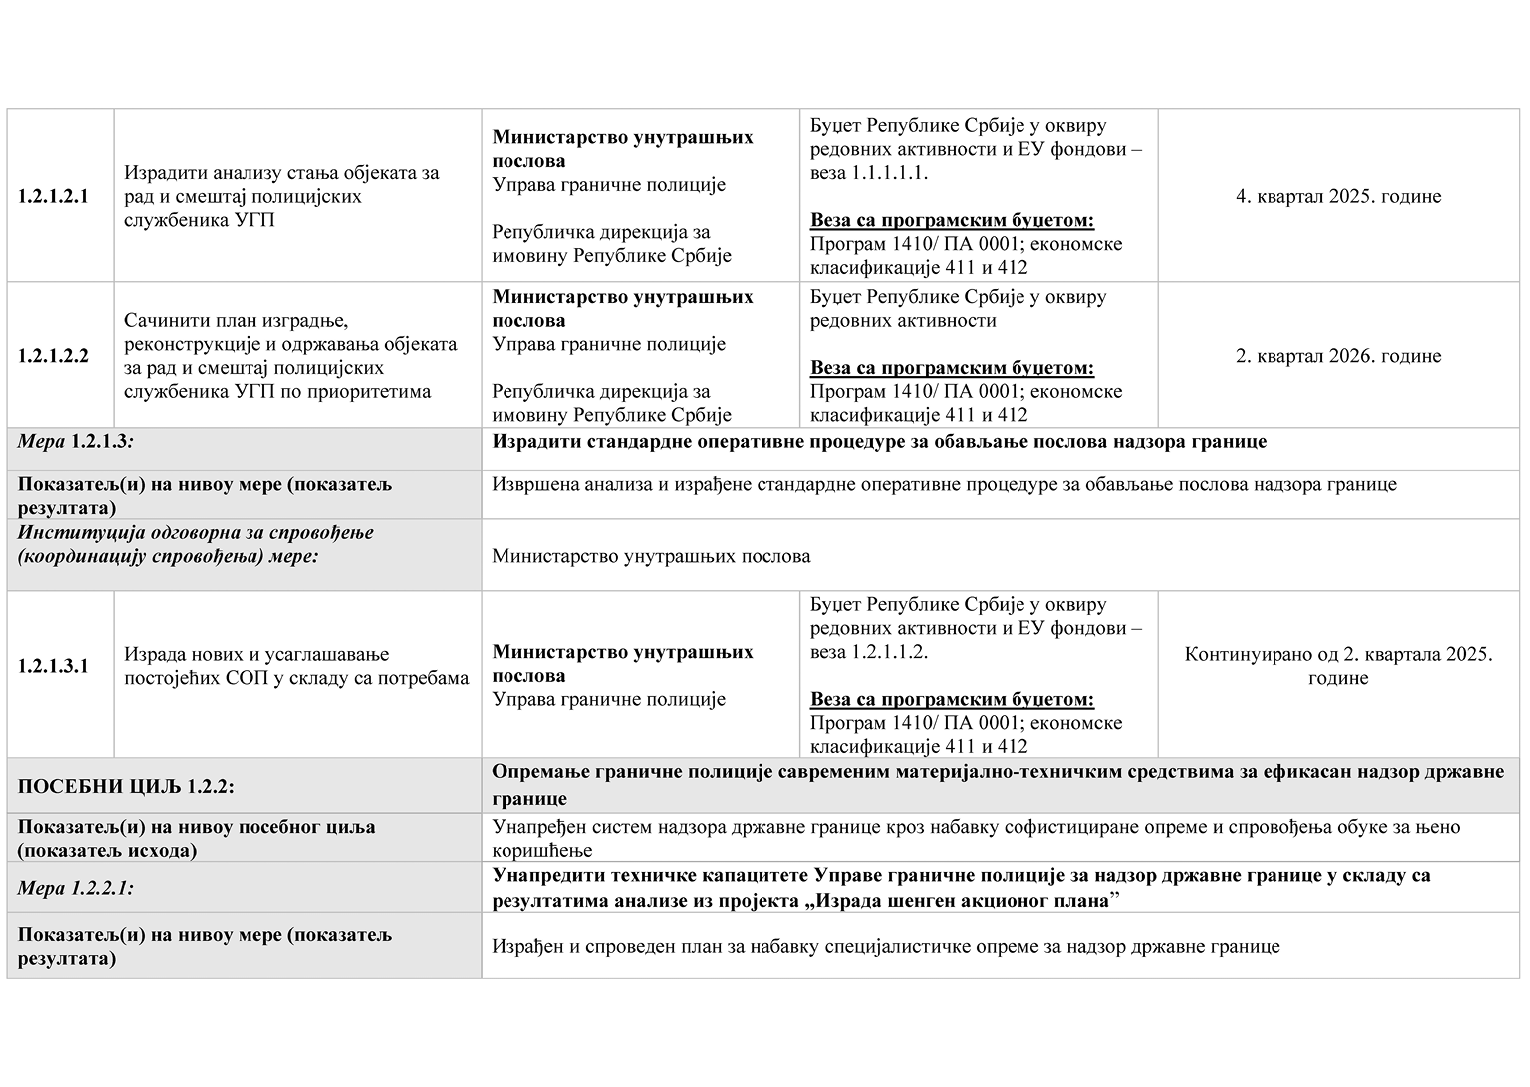 1.2.1.2.1
Израдити анализу стања објеката за
рад и смештај полицијских
службеника УГП
Министарство унутрашњих
послова
Управа граничне полиције
Републичка дирекција за
имовину Републике Србије
Буџет Републике Србије у оквиру
редовних активности и ЕУ фондови –
веза 1.1.1.1.1.
Веза са програмским буџетом:
Програм 1410/ ПА 0001; економске
класификације 411 и 412
4. квартал 2025. године
1.2.1.2.2
Сачинити план изградње,
реконструкције и одржавања објеката
за рад и смештај полицијских
службеника УГП по приоритетима
Министарство унутрашњих
послова
Управа граничне полиције
Републичка дирекција за
имовину Републике Србије
Буџет Републике Србије у оквиру
редовних активности
Веза са програмским буџетом:
Програм 1410/ ПА 0001; економске
класификације 411 и 412
2. квартал 2026. године
Мера 1.2.1.3:
Израдити стандардне оперативне процедуре за обављање послова надзора границе
Показатељ(и) на нивоу мере (показатељ
резултата)
Извршена анализа и израђене стандардне оперативне процедуре за обављање послова надзора границе
Институција одговорна за спровођење
(координацију спровођења) мере:
Министарство унутрашњих послова
1.2.1.3.1
Израда нових и усаглашавање
постојећих СОП у складу са потребама
Министарство унутрашњих
послова
Управа граничне полиције
Буџет Републике Србије у оквиру
редовних активности и ЕУ фондови –
веза 1.2.1.1.2.
Веза са програмским буџетом:
Програм 1410/ ПА 0001; економске
класификације 411 и 412
Континуирано од 2. квартала 2025.
године
ПОСЕБНИ ЦИЉ 1.2.2:
Опремање граничне полиције савременим материјално-техничким средствима за ефикасан надзор државне
границе
Показатељ(и) на нивоу посебног циља
(показатељ исхода)
Унапређен систем надзора државне границе кроз набавку софистициране опреме и спровођења обуке за њено
коришћење
Мера 1.2.2.1:
Унапредити техничке капацитете Управе граничне полиције за надзор државне границе у складу са
резултатима анализе из пројекта „Израда шенген акционог плана”
Показатељ(и) на нивоу мере (показатељ
резултата)
Израђен и спроведен план за набавку специјалистичке опреме за надзор државне границе